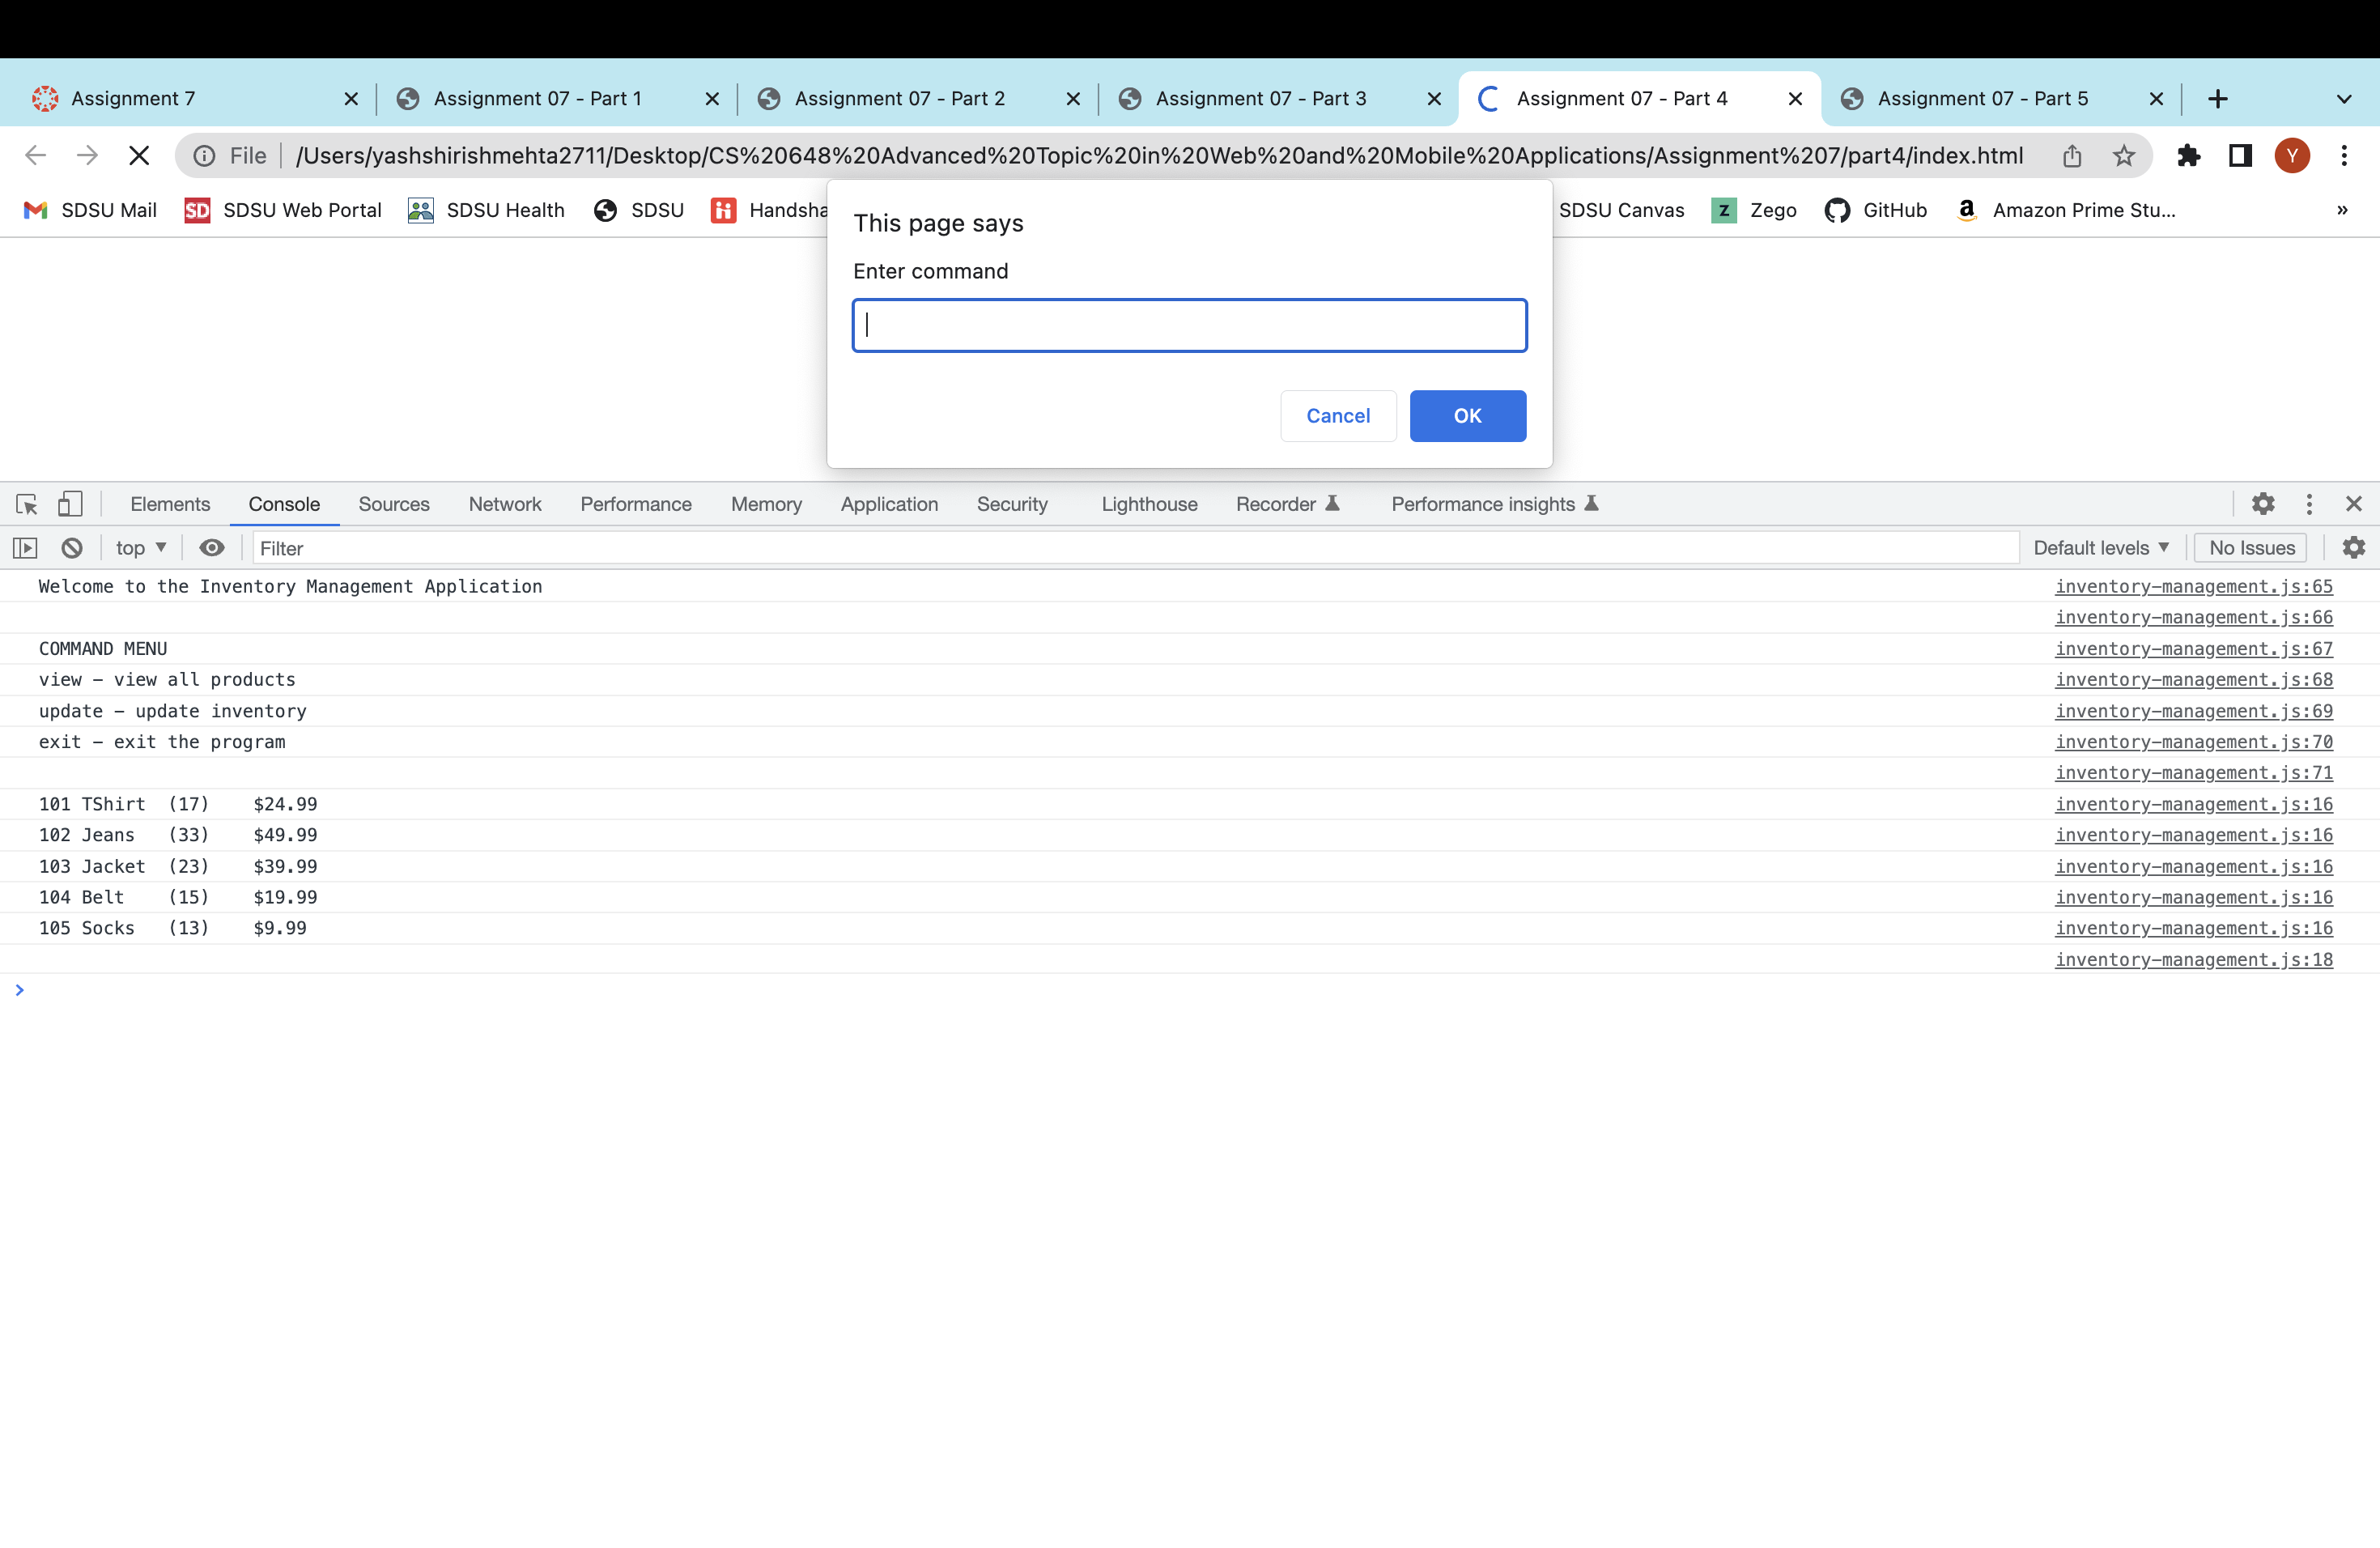 Assignment 7
Assignment 07 - Part 1
Assignment 07 - Part 2
Assignment 07 - Part 3
Assignment 07 - Part 4
Assignment 07 - Part 5
File
/Users/yashshirishmehta2711/Desktop/CS%20648%20Advanced%20Topic%20in%20Web%20and%20Mobile%20Applications/Assignment%207/part4/index.html
Y
SDSU Mail
SD SDSU Web Portal
SDSU Health
SDSU
Handsha
SDSU Canvas
Z Zego
GitHub
a Amazon Prime Stu...
»
This page says
Enter command
Cancel
OK
Elements
Console
Sources
Network
Performance
Memory
Application
Security
Lighthouse
Recorder
Performance insights
top
Filter
Default levels
No Issues
Welcome to the Inventory Management Application inventory-management.js:65
inventory-management.js:66
COMMAND MENU inventory-management.js:67
view - view all products inventory-management.js:68
update - update inventory inventory-management.js:69
exit - exit the program inventory-management.js:70
inventory-management.js:71
101 TShirt (17) $24.99 inventory-management.js:16
102 Jeans (33) $49.99 inventory-management.js:16
103 Jacket (23) $39.99 inventory-management.js:16
104 Belt (15) $19.99 inventory-management.js:16
105 Socks (13) $9.99 inventory-management.js:16
inventory-management.js:18